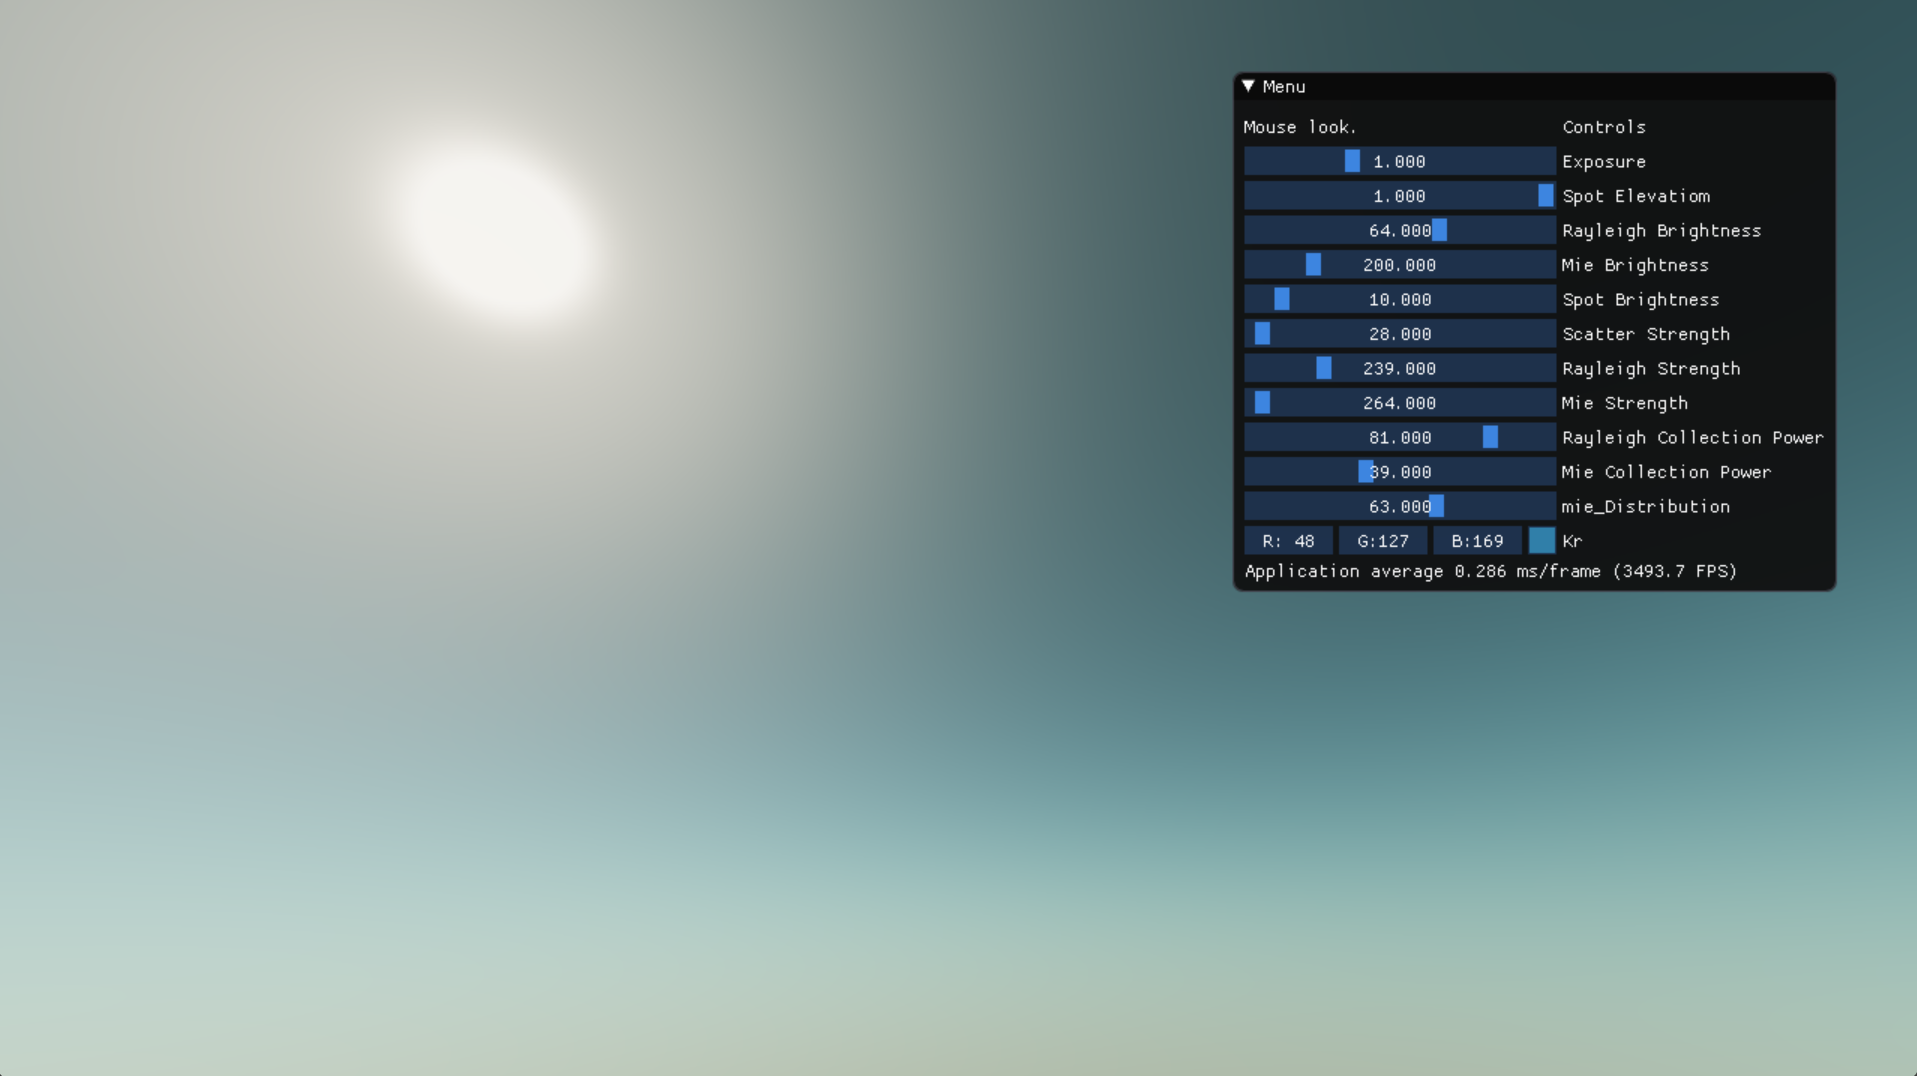 Menu
Mouse look. Controls
1.000 Exposure
1.000 Spot Elevatiom
64.000 Rayleigh Brightness
200.000 Mie Brightness
10.000 Spot Brightness
28.000 Scatter Strength
239.000 Rayleigh Strength
264.000 Mie Strength
81.000 Rayleigh Collection Power
39.000 Mie Collection Power
63.000 mie_Distribution
R: 48 G:127 B:169 Kr
Application average 0.286 ms/frame (3493.7 FPS)